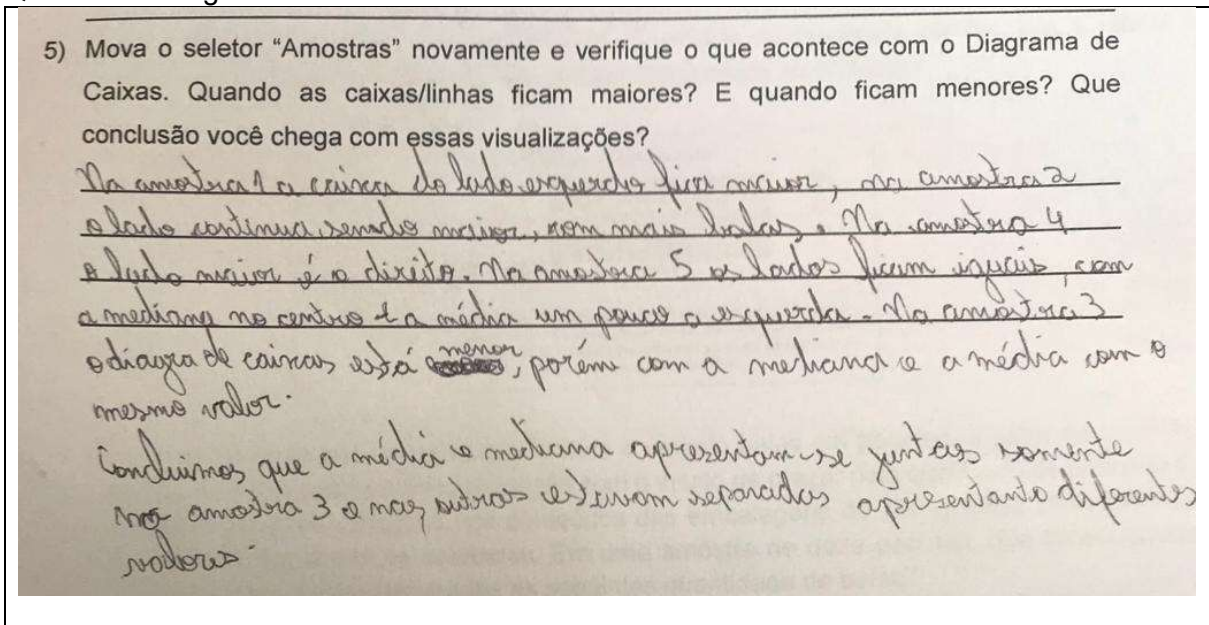 5) Mova o seletor “Amostras” novamente e verifique o que acontece com o Diagrama de
Caixas. Quando as caixas/linhas ficam maiores? E quando ficam menores? Que
conclusão você chega com essas visualizações?
Na amostra 1 a caixa do lado esquerdo fica maior, na amostra 2
o lado continua sendo maior, com mais balas. Na amostra 4
o lado maior é o direito. Na amostra 5 os lados ficam iguais, com
a mediana no centro e a média um pouco a esquerda. Na amostra 3
o diagra de caixas está menor, porém com a mediana e a média com o
mesmo valor.
Concluimos que a média e mediana apresentam-se juntas somente
na amostra 3 e nas outras estavam separadas apresentanto diferentes
valores.